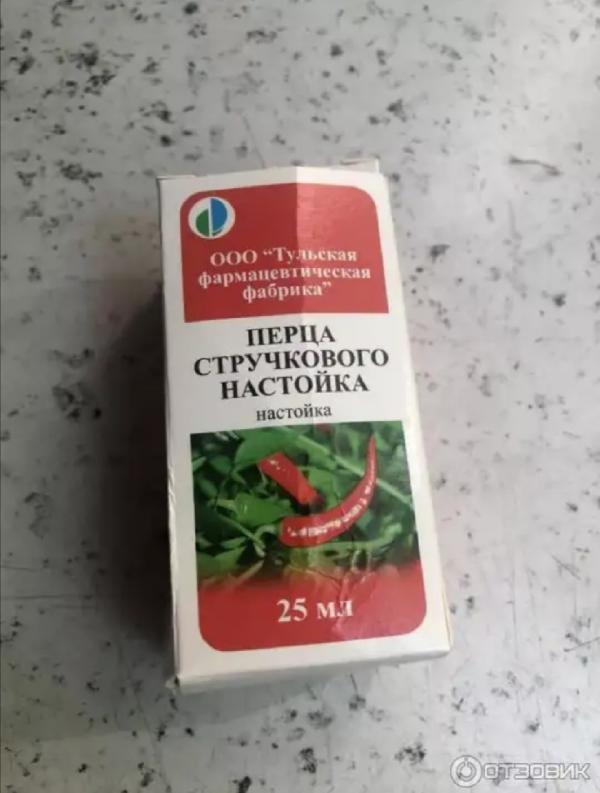 ООО “Тульская
фармацевтическая
фабрика”
ПЕРЦА
СТРУЧКОВОГО
НАСТОЙКА
настойка
25 мл
ОТЗОВИК